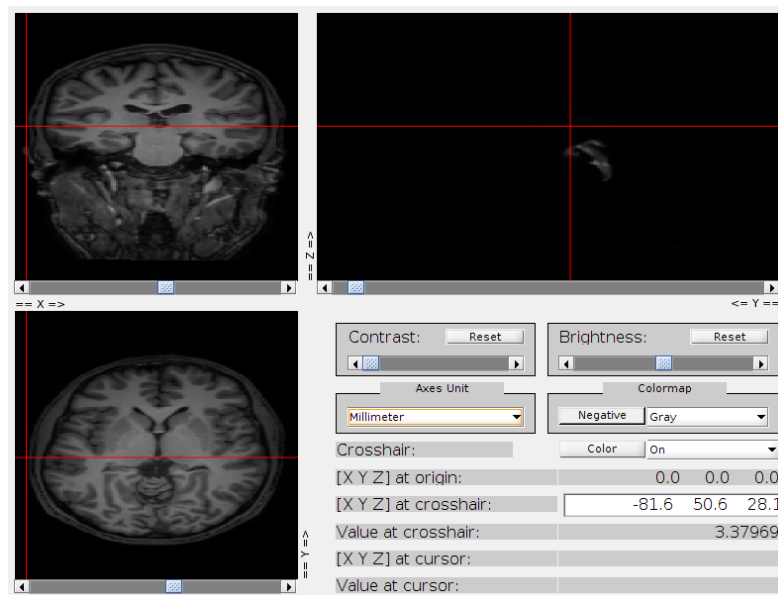 == Z =>
== X =>
<= Y ==
== Y =>
Contrast:
Reset
Brightness:
Reset
Axes Unit
Colormap
Millimeter
Negative
Gray
Crosshair:
Color
On
[X Y Z] at origin:
0.0 0.0 0.0
[X Y Z] at crosshair:
-81.6 50.6 28.1
Value at crosshair:
3.37969
[X Y Z] at cursor:
Value at cursor: